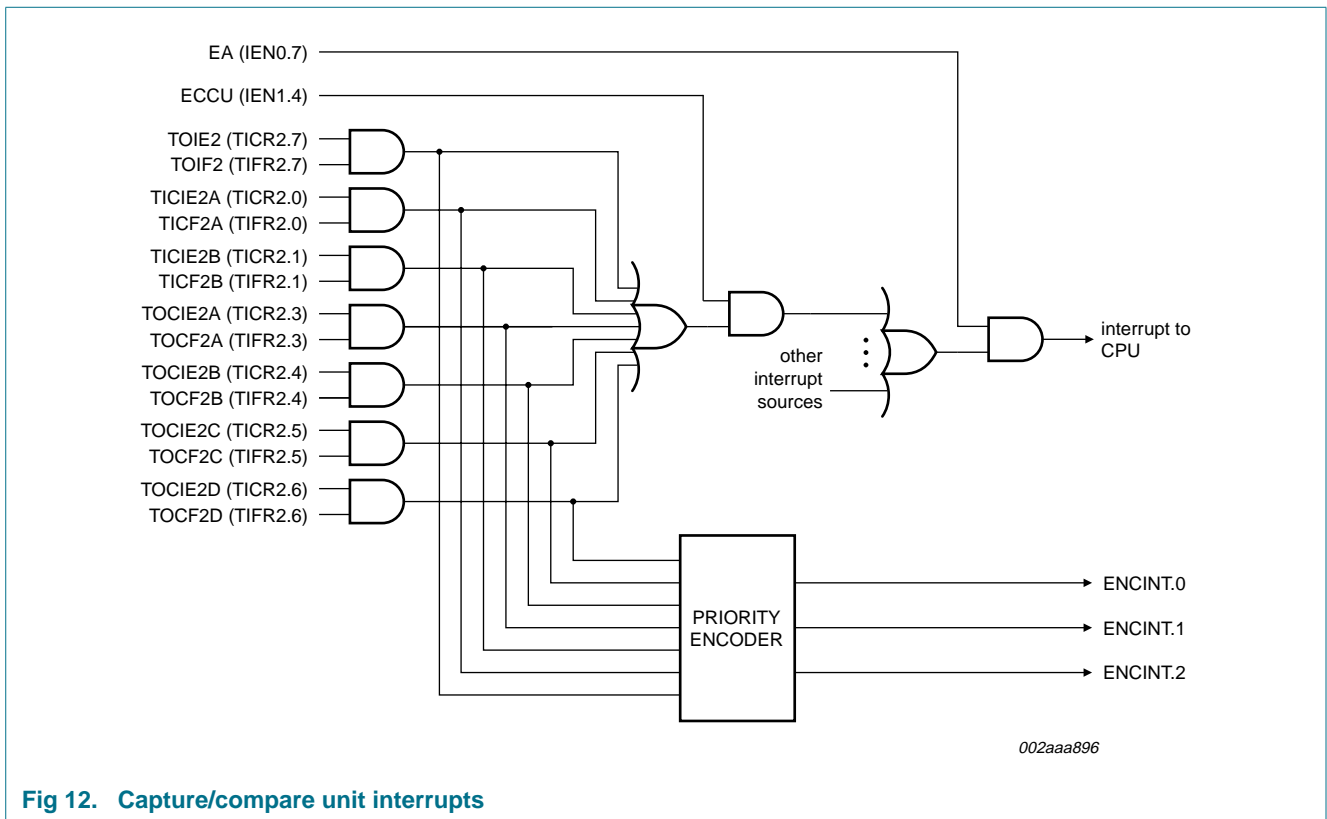 EA (IEN0.7)
ECCU (IEN1.4)
TOIE2 (TICR2.7)
TOIF2 (TIFR2.7)
TICIE2A (TICR2.0)
TICF2A (TIFR2.0)
TICIE2B (TICR2.1)
TICF2B (TIFR2.1)
TOCIE2A (TICR2.3)
TOCF2A (TIFR2.3)
TOCIE2B (TICR2.4)
TOCF2B (TIFR2.4)
TOCIE2C (TICR2.5)
TOCF2C (TIFR2.5)
TOCIE2D (TICR2.6)
TOCF2D (TIFR2.6)
other
interrupt
sources
interrupt to
CPU
PRIORITY
ENCODER
ENCINT.0
ENCINT.1
ENCINT.2
002aaa896
Fig 12. Capture/compare unit interrupts